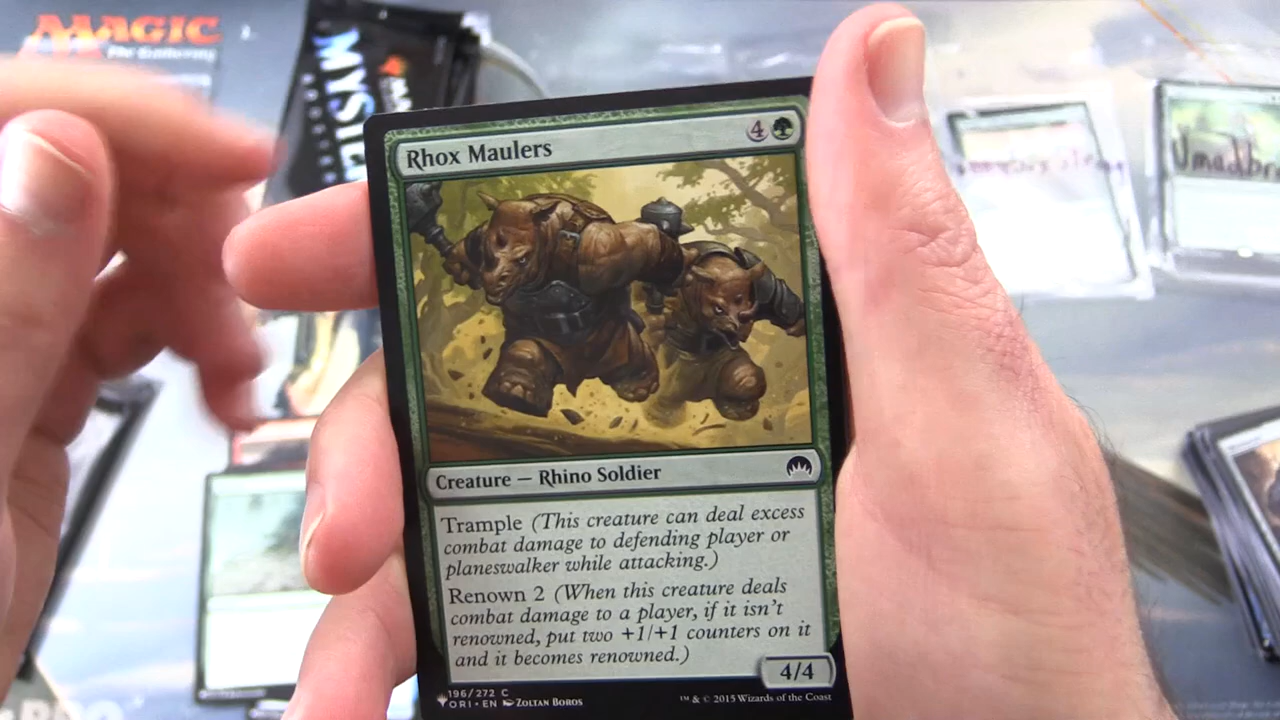 MAGIC
The Gathering
MYST
Rhox Maulers
4
Creature — Rhino Soldier
Trample (This creature can deal excess
combat damage to defending player or
planeswalker while attacking.)
Renown 2 (When this creature deals
combat damage to a player, if it isn't
renowned, put two +1/+1 counters on it
and it becomes renowned.)
4/4
196/272 C
ORI • EN Zoltan Boros
™ & © 2015 Wizards of the Coast